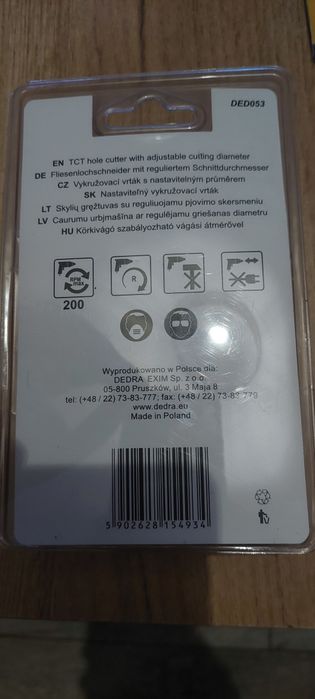 DED053
EN TCT hole cutter with adjustable cutting diameter
DE Fliesenlochschneider mit reguliertem Schnittdurchmesser
CZ Vykružovací vrták s nastavitelným průměrem
SK Nastaviteľný vykružovací vrták
LT Skylių gręžtuvas su reguliuojamu pjovimo skersmeniu
LV Caurumu urbjmašīna ar regulējamu griešanas diametru
HU Körkivágó szabályozható vágási átmérővel
RPM max
R
200
Wyprodukowano w Polsce dla:
DEDRA EXIM Sp. z o.o.
05-800 Pruszków, ul. 3 Maja 8
tel: (+48 / 22) 73-83-777; fax: (+48 / 22) 73-83-779
www.dedra.eu
Made in Poland
5 902628 154934